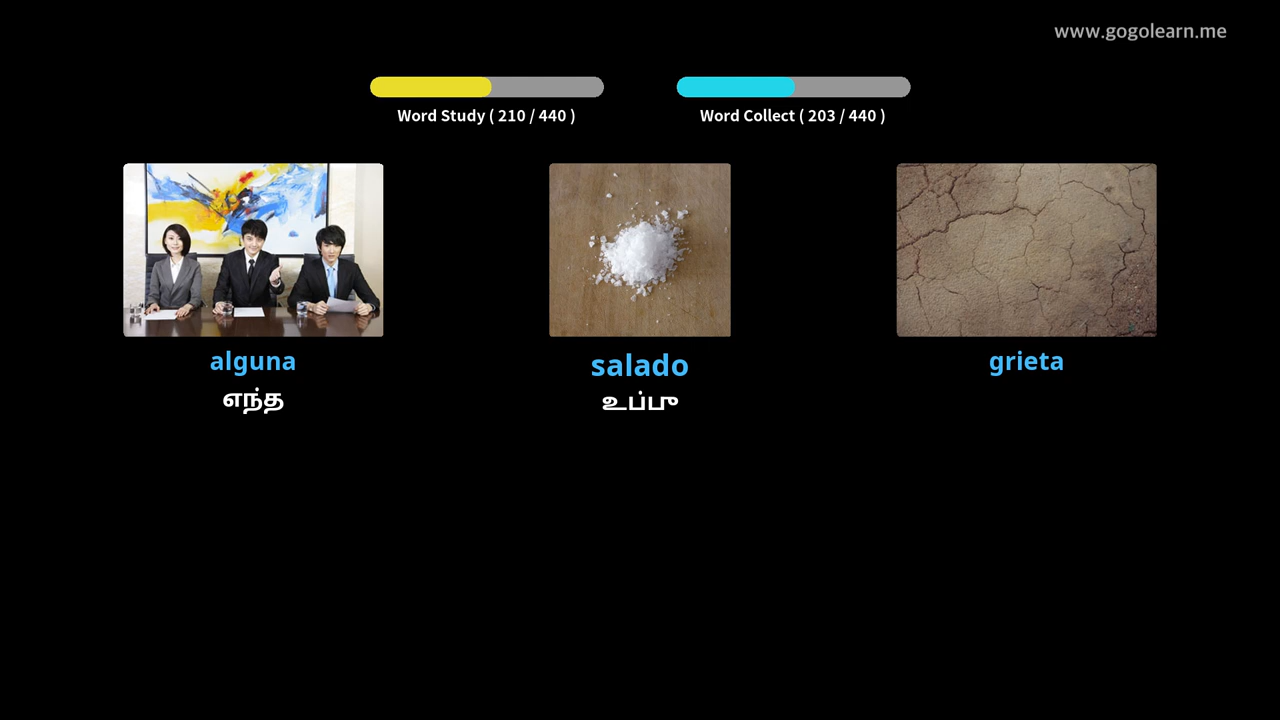 www.gogolearn.me
Word Study ( 210 / 440 )
Word Collect ( 203 / 440 )
alguna
எந்த
salado
உப்பு
grieta